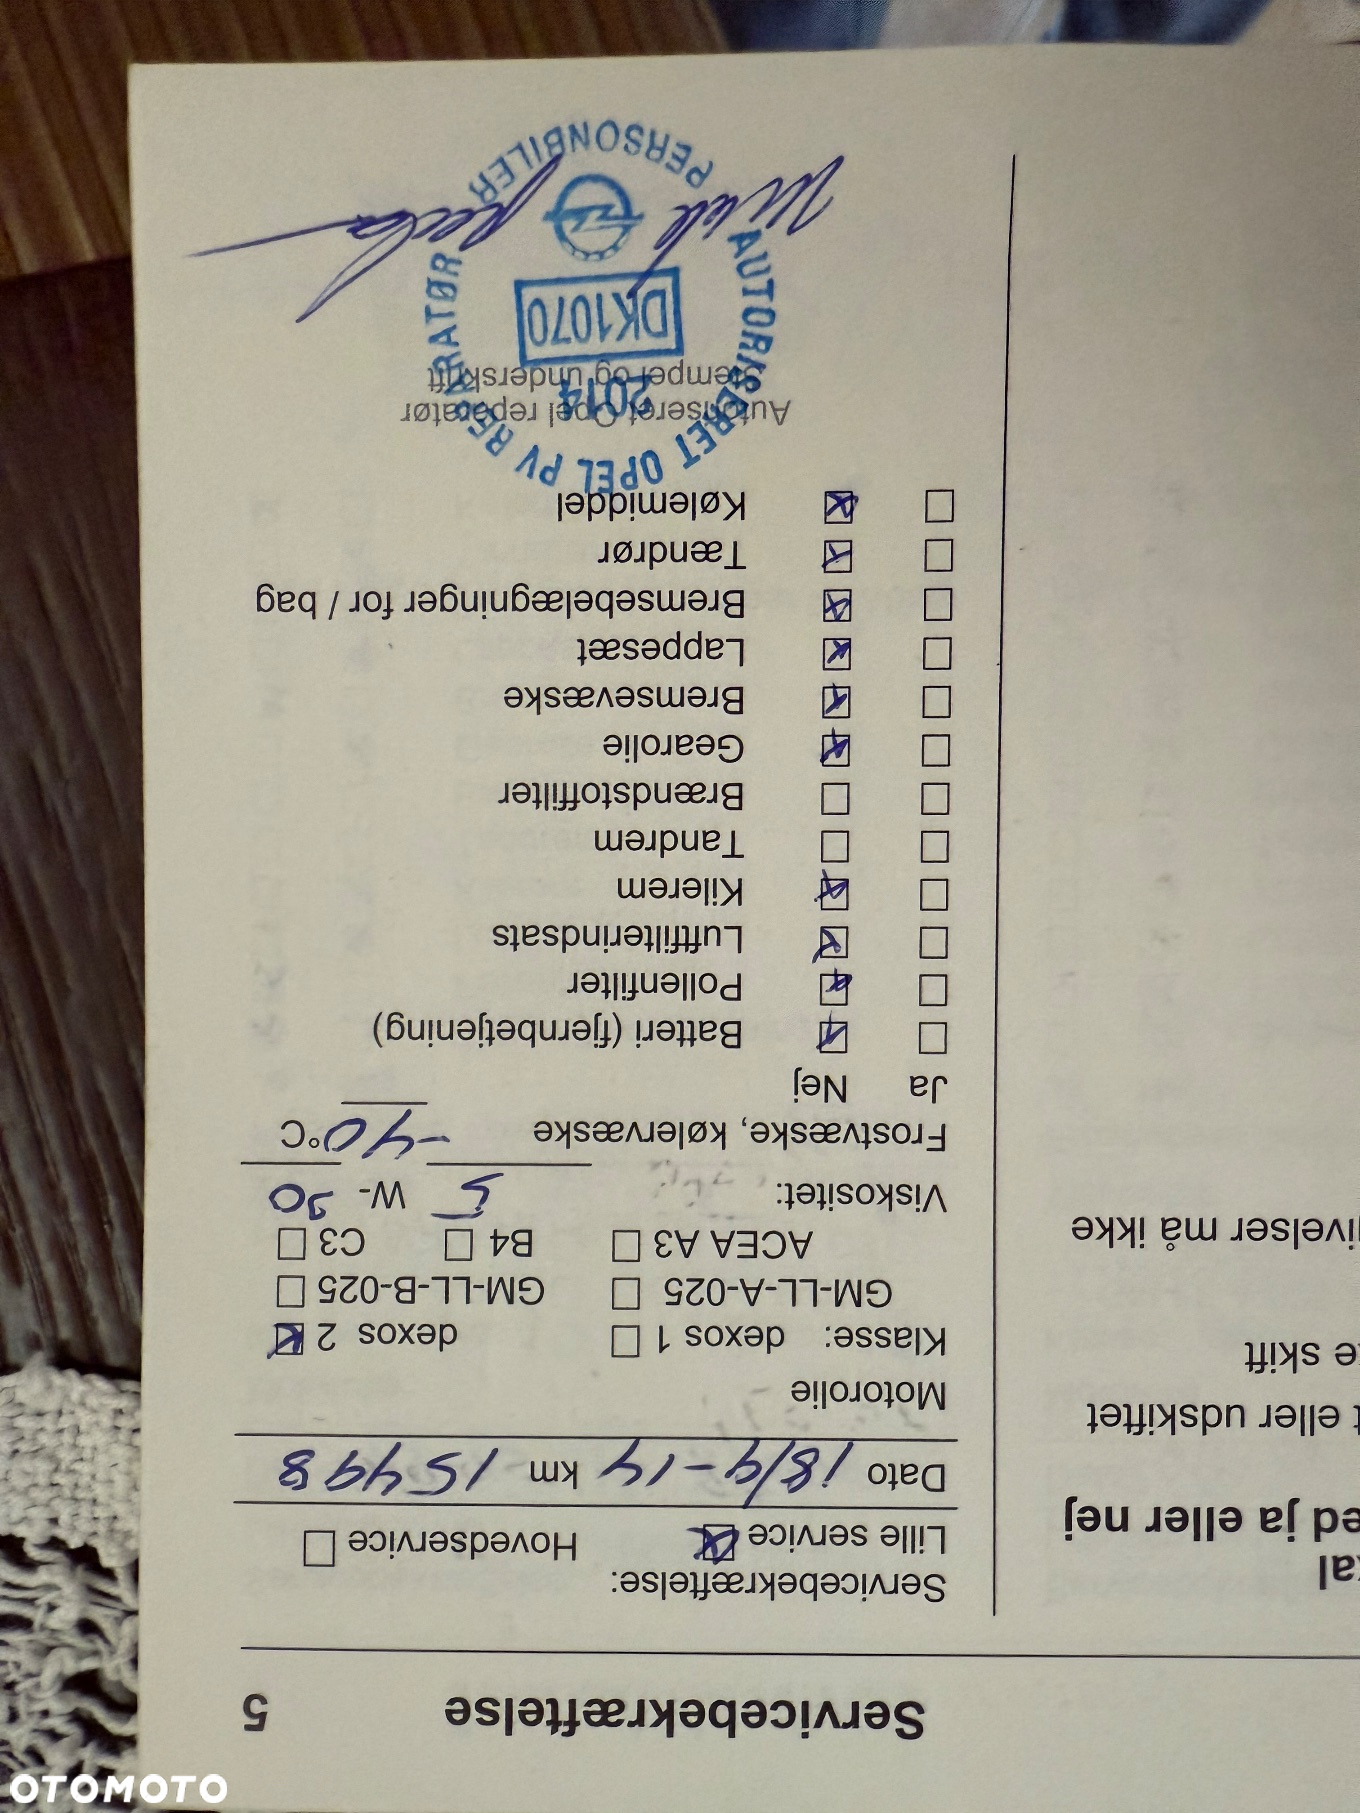 Servicebekræftelse 5
Servicebekræftelse:
Lille service Hovedservice
Dato 18/9-14 km 15498
Motorolie
Klasse: dexos 1 dexos 2
GM-LL-A-025 GM-LL-B-025
ACEA A3 B4 C3
Viskositet: 5 W- 30
Frostvæske, kølervæske -40 °C
Ja Nej
Batteri (fjernbetjening)
Pollenfilter
Luftfilterindsats
Kilerem
Tandrem
Brændstoffilter
Gearolie
Bremsevæske
Lappesæt
Bremsebelægninger for / bag
Tændrør
Kølemiddel
Autoriseret Opel reparatør
Stempel og underskrift
AUTORISERET OPEL PV REPARATØR
2014
DK1070
PERSONBILER
ed ja eller nej
t eller udskiftet
e skift
givelser må ikke
OTOMOTO